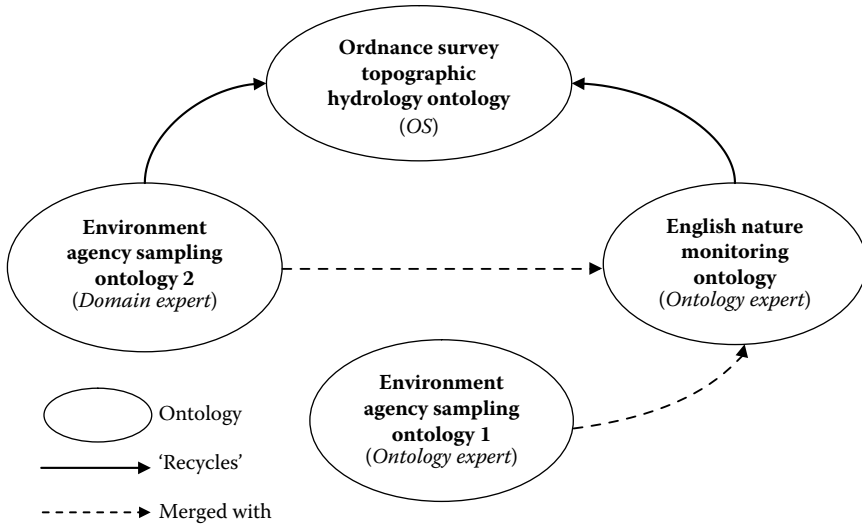 Ordnance survey
topographic
hydrology ontology
(OS)
Environment
agency sampling
ontology 2
(Domain expert)
English nature
monitoring
ontology
(Ontology expert)
Environment
agency sampling
ontology 1
(Ontology expert)
Ontology
‘Recycles’
Merged with